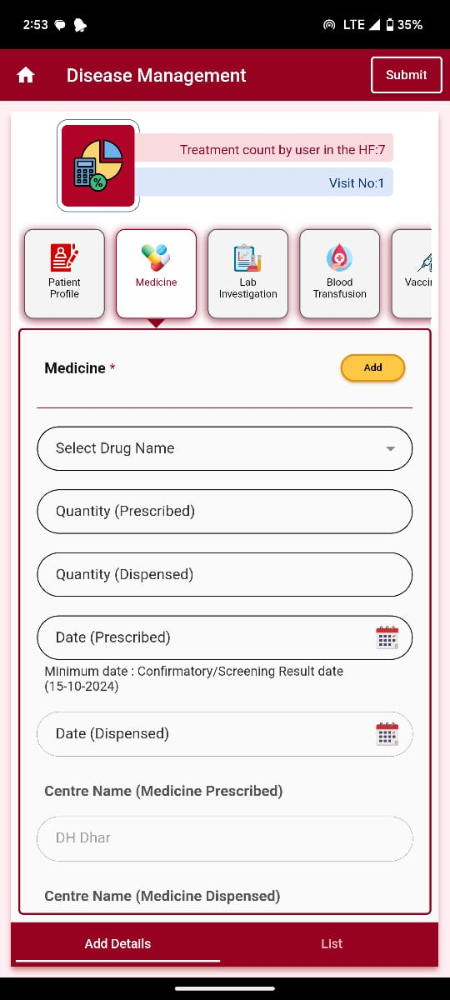 2:53
LTE
35%
Disease Management
Submit
Treatment count by user in the HF:7
Visit No:1
%
Patient
Profile
Medicine
Lab
Investigation
Blood
Transfusion
Vaccin
Medicine *
Add
Select Drug Name
Quantity (Prescribed)
Quantity (Dispensed)
Date (Prescribed)
Minimum date : Confirmatory/Screening Result date
(15-10-2024)
Date (Dispensed)
Centre Name (Medicine Prescribed)
DH Dhar
Centre Name (Medicine Dispensed)
Add Details
List